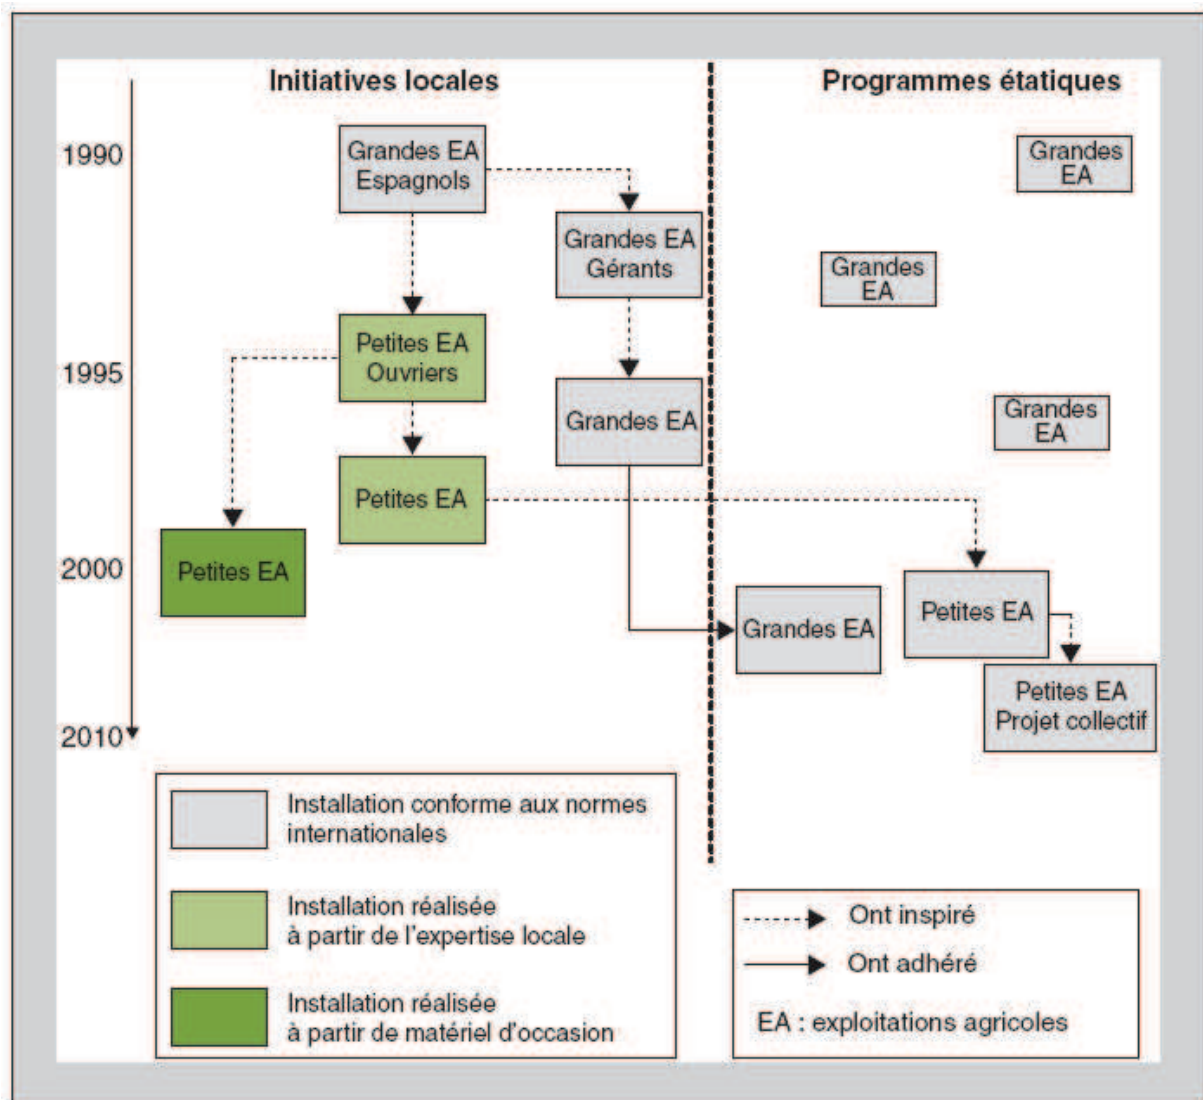 Initiatives locales
Programmes étatiques
1990
Grandes EA
Espagnols
Grandes
EA
Grandes EA
Gérants
Grandes
EA
Petites EA
Ouvriers
1995
Grandes EA
Grandes
EA
Petites EA
2000
Petites EA
Grandes EA
Petites EA
Petites EA
Projet collectif
2010
Installation conforme aux normes
internationales
Installation réalisée
à partir de l'expertise locale
Installation réalisée
à partir de matériel d'occasion
Ont inspiré
Ont adhéré
EA : exploitations agricoles